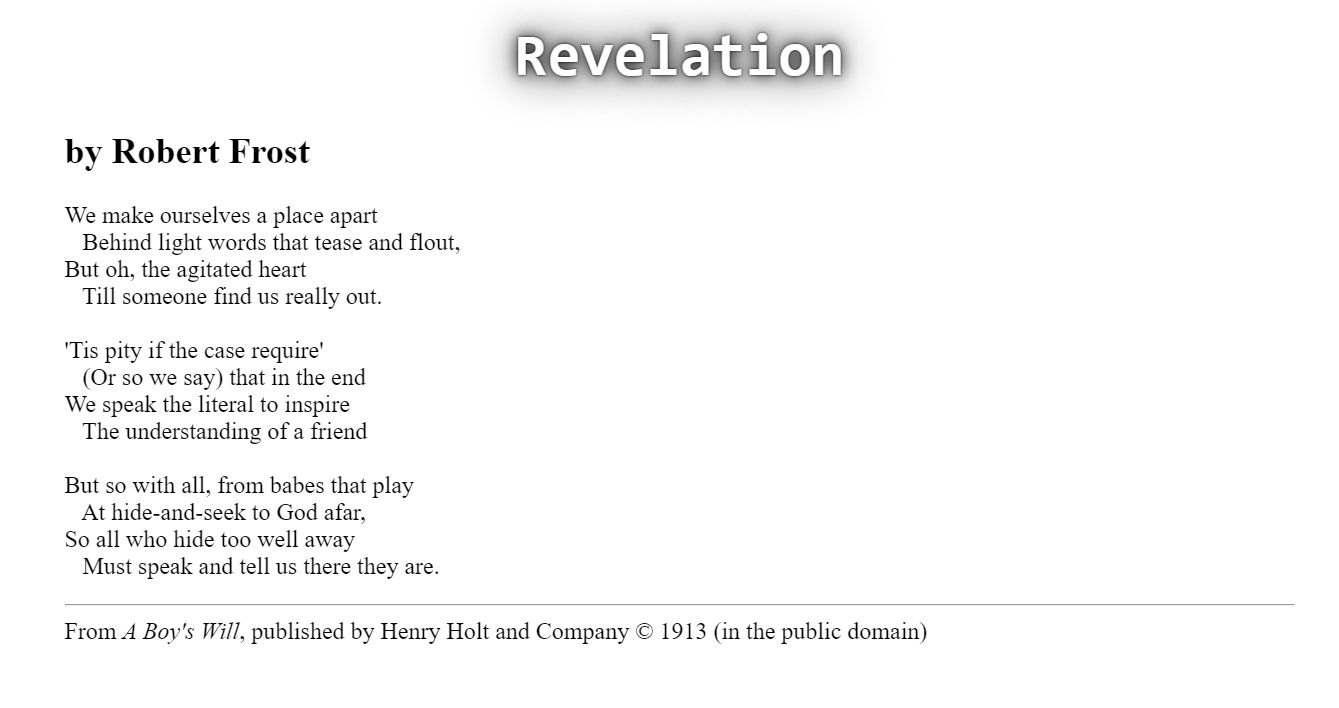 Revelation
by Robert Frost
We make ourselves a place apart
Behind light words that tease and flout,
But oh, the agitated heart
Till someone find us really out.
'Tis pity if the case require'
(Or so we say) that in the end
We speak the literal to inspire
The understanding of a friend
But so with all, from babes that play
At hide-and-seek to God afar,
So all who hide too well away
Must speak and tell us there they are.
From A Boy's Will, published by Henry Holt and Company © 1913 (in the public domain)